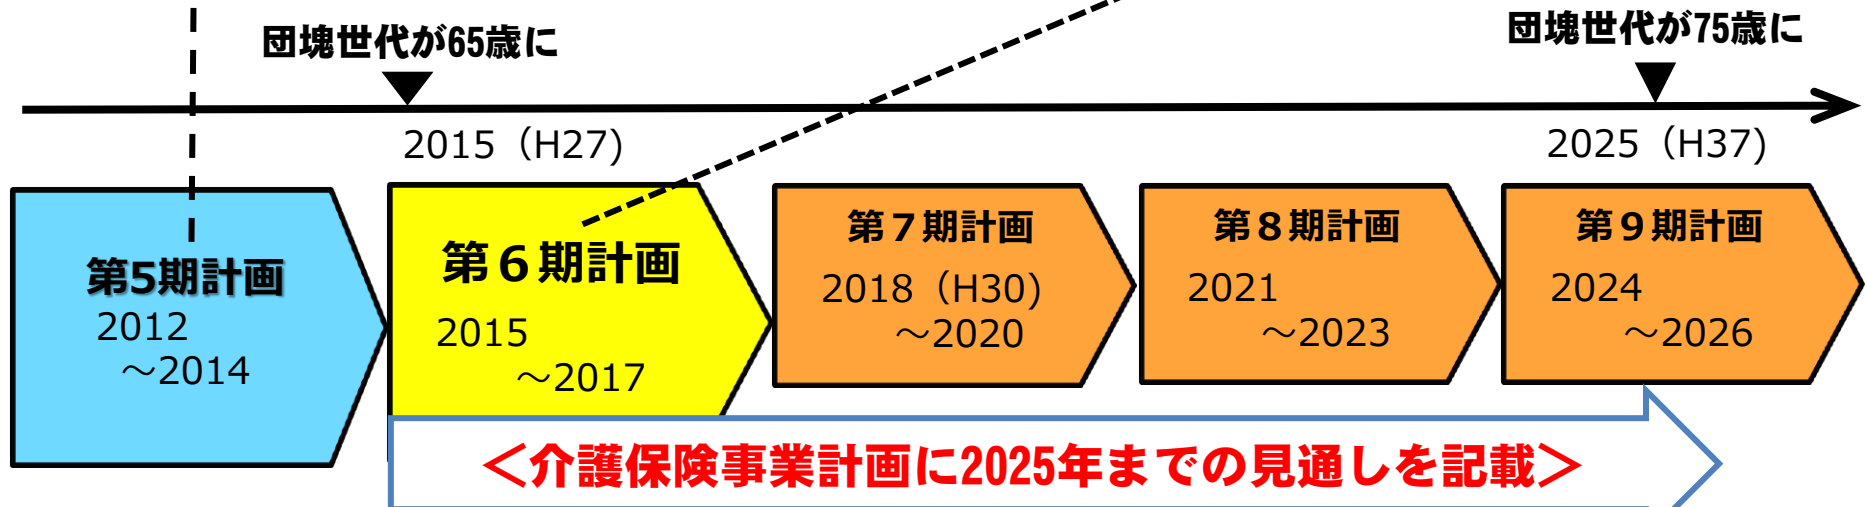 団塊世代が65歳に
団塊世代が75歳に
2015（H27)
2025（H37)
第5期計画
2012
～2014
第６期計画
2015
～2017
第７期計画
2018（H30)
～2020
第８期計画
2021
～2023
第９期計画
2024
～2026
＜介護保険事業計画に2025年までの見通しを記載＞